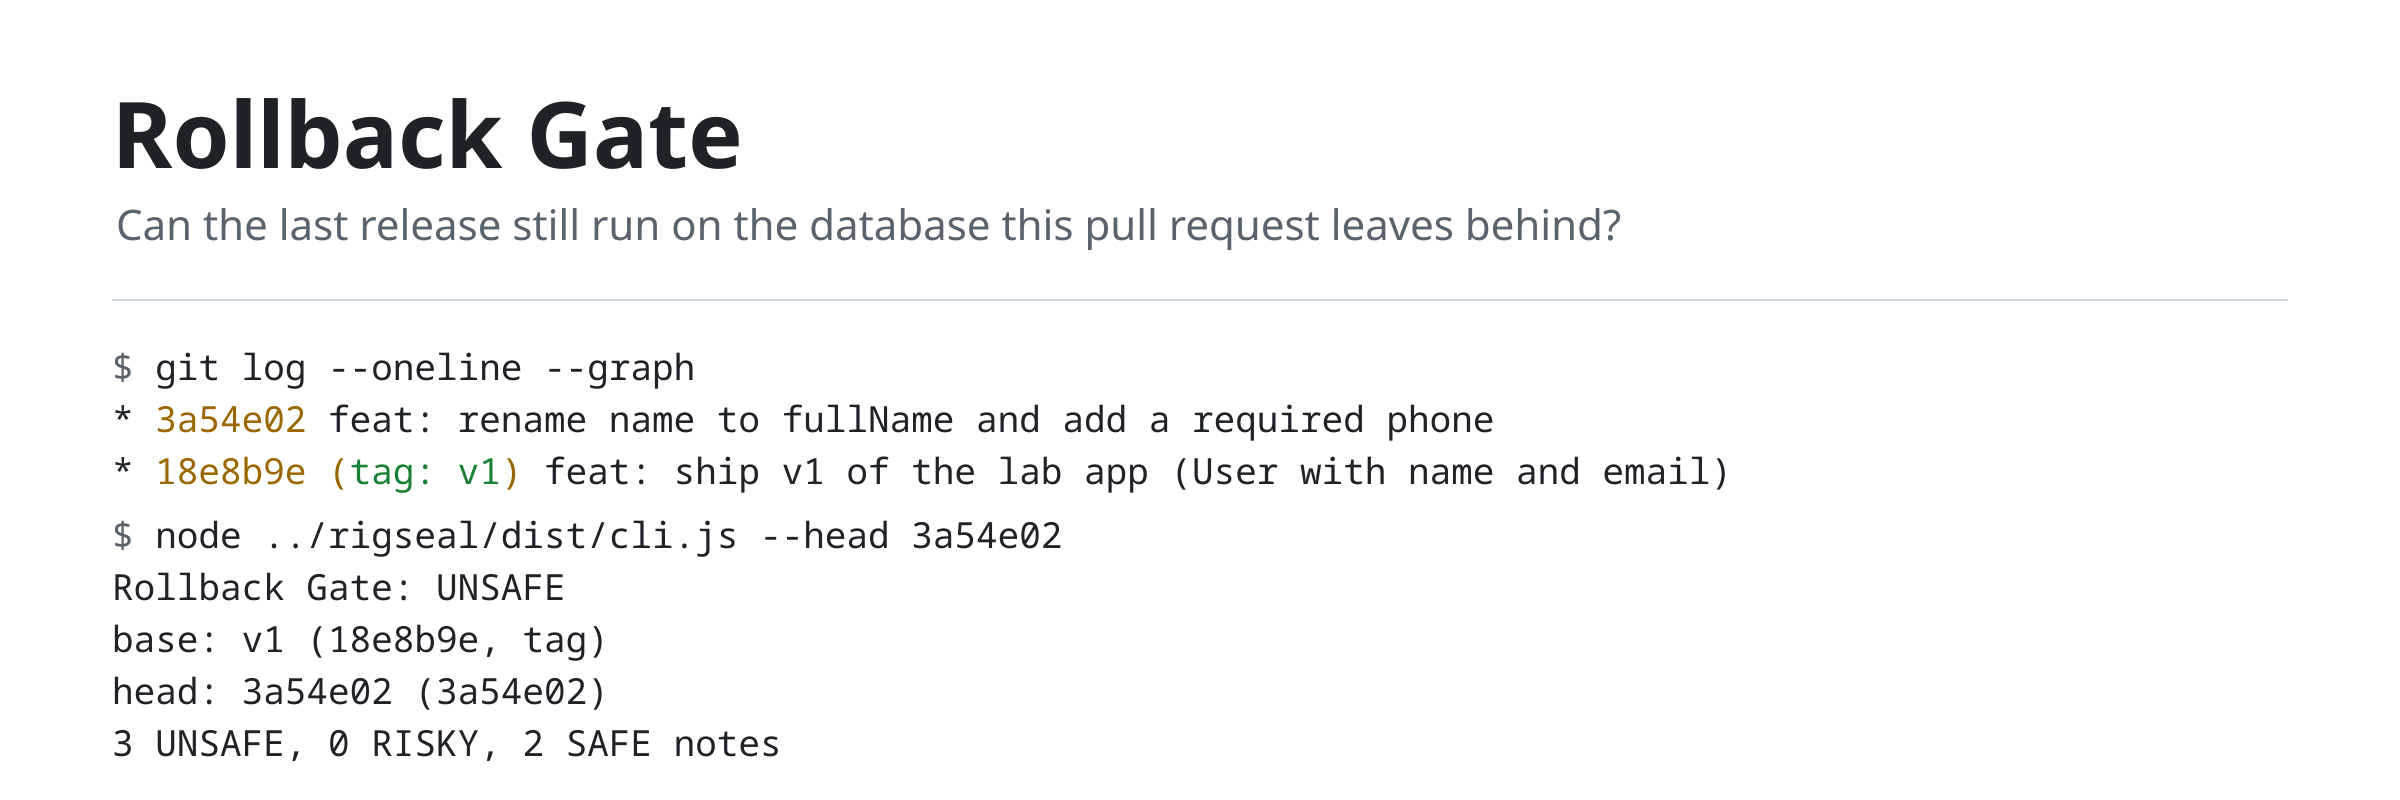 Rollback Gate
Can the last release still run on the database this pull request leaves behind?
$ git log --oneline --graph
* 3a54e02 feat: rename name to fullName and add a required phone
* 18e8b9e (tag: v1) feat: ship v1 of the lab app (User with name and email)
$ node ../rigseal/dist/cli.js --head 3a54e02
Rollback Gate: UNSAFE
base: v1 (18e8b9e, tag)
head: 3a54e02 (3a54e02)
3 UNSAFE, 0 RISKY, 2 SAFE notes